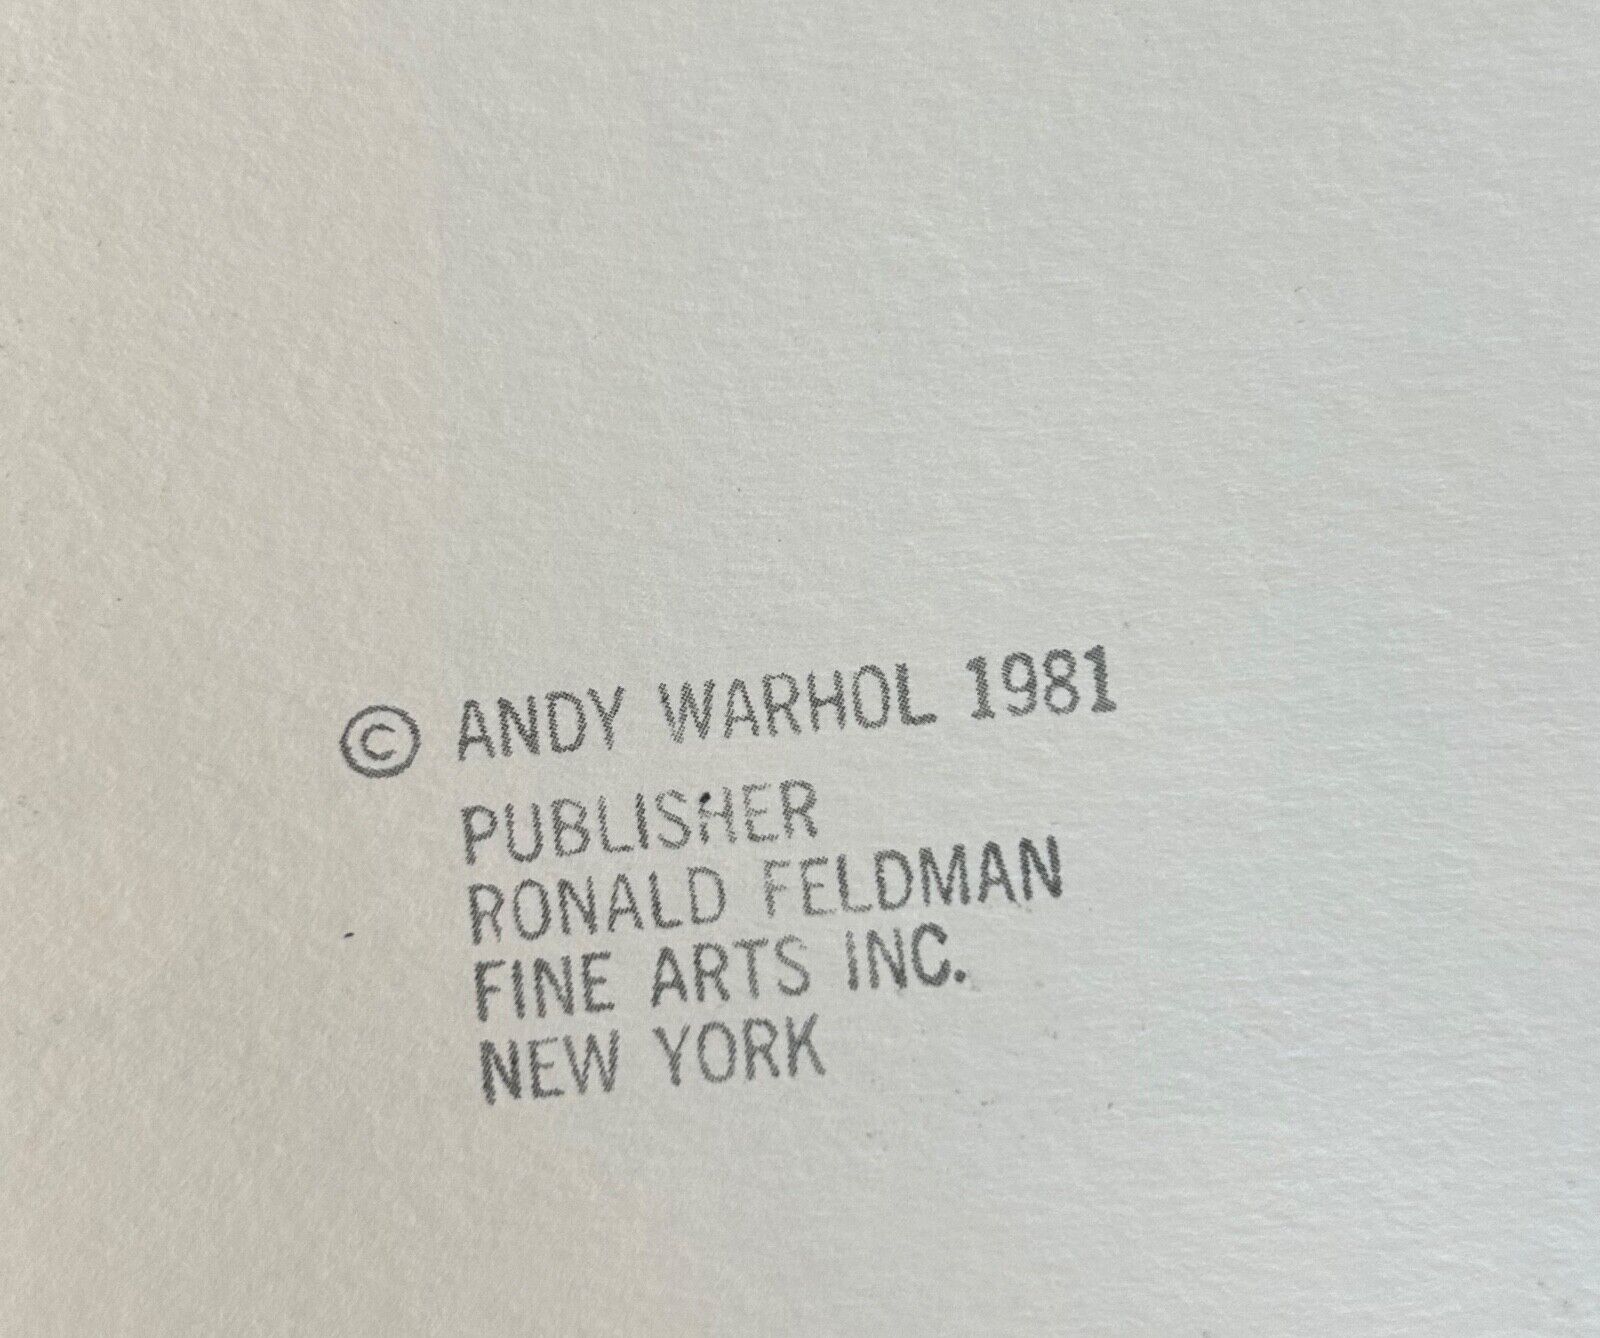 © ANDY WARHOL 1981
PUBLISHER
RONALD FELDMAN
FINE ARTS INC.
NEW YORK